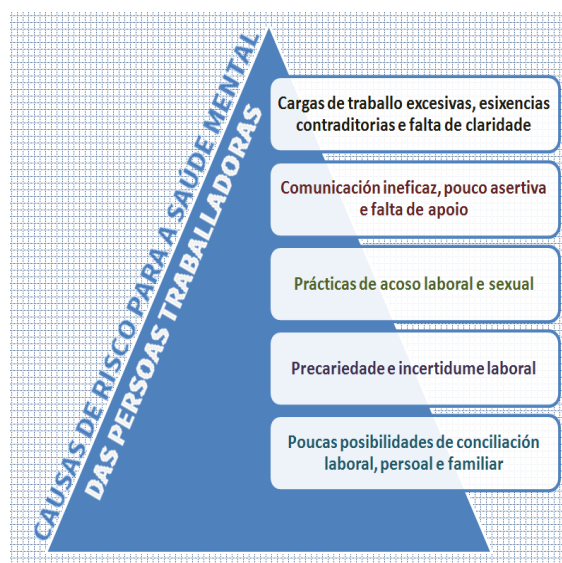 CAUSAS DE RISCO PARA A SAÚDE MENTAL
DAS PERSOAS TRABALLADORAS
Cargas de traballo excesivas, esixencias
contraditorias e falta de claridade
Comunicación ineficaz, pouco asertiva
e falta de apoio
Prácticas de acoso laboral e sexual
Precariedade e incertidume laboral
Poucas posibilidades de conciliación
laboral, persoal e familiar